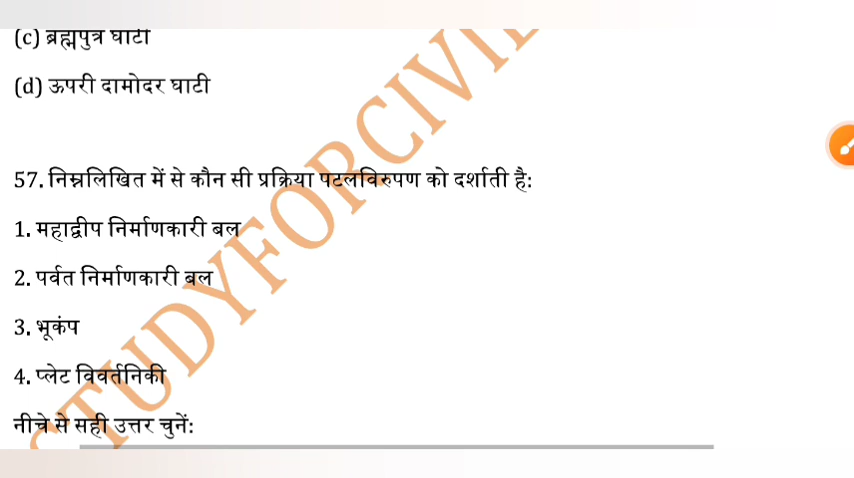 (c) ब्रह्मपुत्र घाटी
(d) ऊपरी दामोदर घाटी
57. निम्नलिखित में से कौन सी प्रक्रिया पटलविरुपण को दर्शाती है:
1. महाद्वीप निर्माणकारी बल
2. पर्वत निर्माणकारी बल
3. भूकंप
4. प्लेट विवर्तनिकी
नीचे से सही उत्तर चुनें:
STUDYFORCIVI